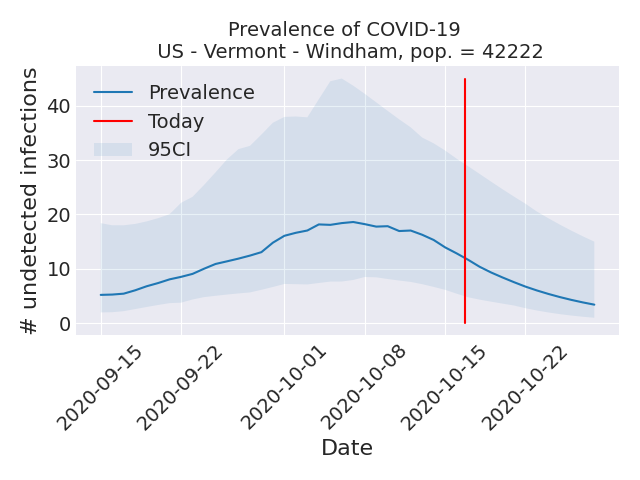 Prevalence of COVID-19
US - Vermont - Windham, pop. = 42222
# undetected infections
40
30
20
10
0
Prevalence
Today
95CI
2020-09-15
2020-09-22
2020-10-01
2020-10-08
2020-10-15
2020-10-22
Date